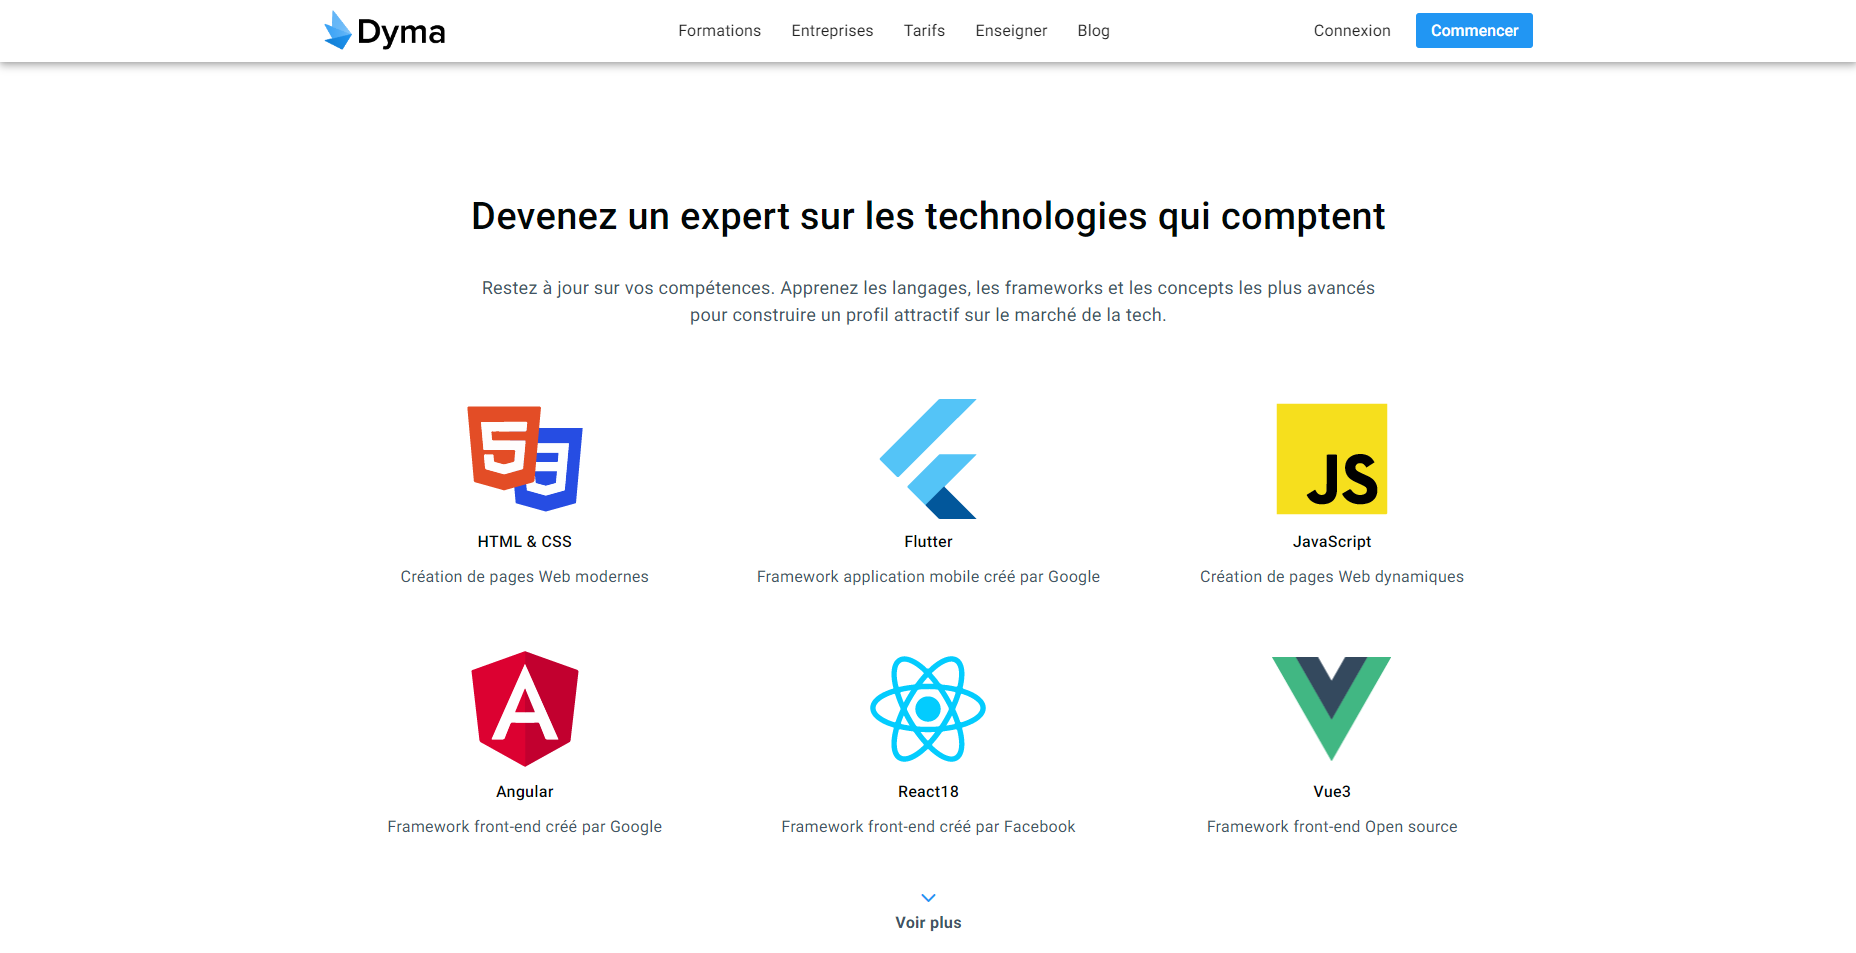 Dyma
Formations
Entreprises
Tarifs
Enseigner
Blog
Connexion
Commencer
Devenez un expert sur les technologies qui comptent
Restez à jour sur vos compétences. Apprenez les langages, les frameworks et les concepts les plus avancés
pour construire un profil attractif sur le marché de la tech.
5
3
HTML & CSS
Création de pages Web modernes
Flutter
Framework application mobile créé par Google
JS
JavaScript
Création de pages Web dynamiques
A
Angular
Framework front-end créé par Google
React18
Framework front-end créé par Facebook
Vue3
Framework front-end Open source
Voir plus